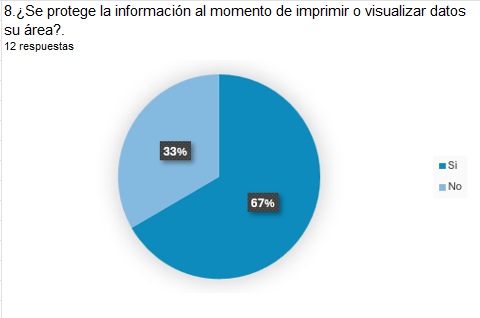 8.¿Se protege la información al momento de imprimir o visualizar datos
su área?.
12 respuestas
33%
67%
Si
No